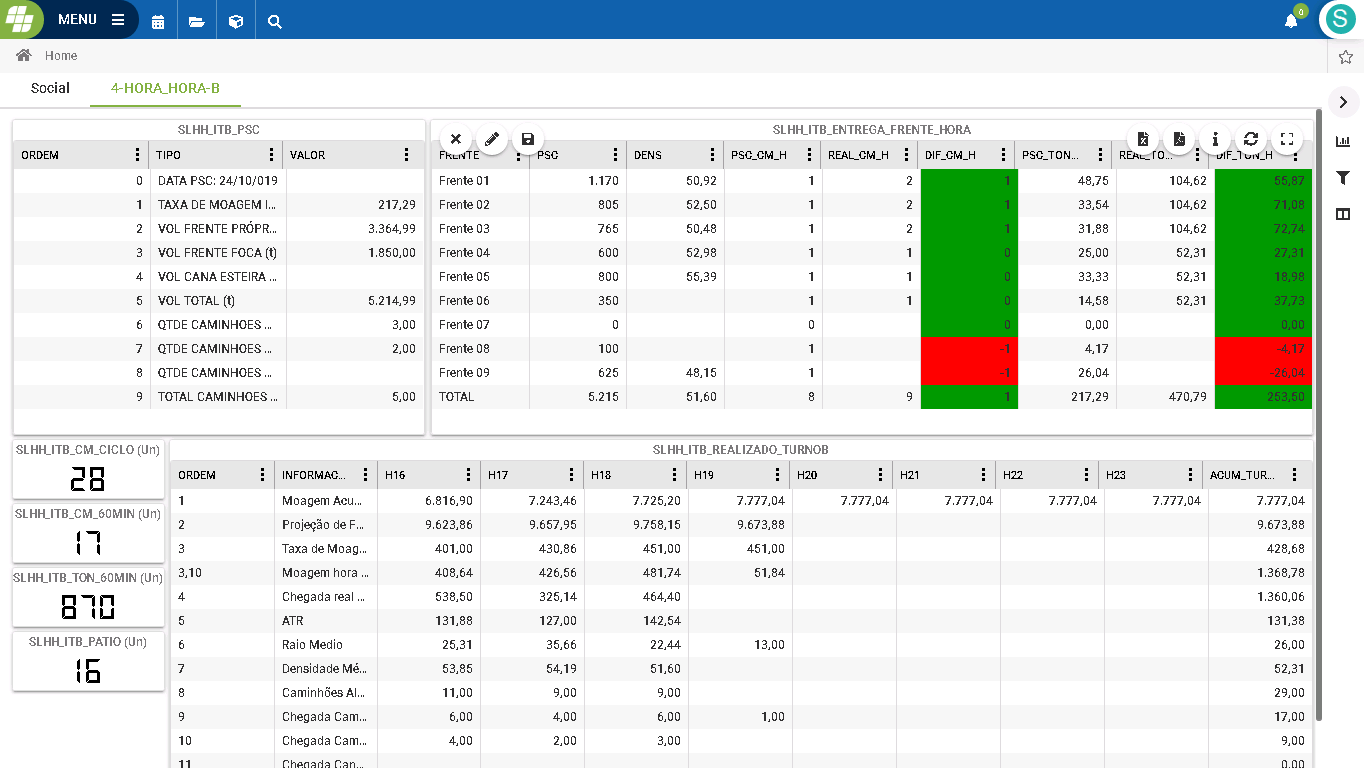 MENU
0
S
Home
Social 4-HORA_HORA-B
SLHH_ITB_PSC
ORDEM TIPO VALOR
0 DATA PSC: 24/10/019
1 TAXA DE MOAGEM I... 217,29
2 VOL FRENTE PRÓPR... 3.364,99
3 VOL FRENTE FOCA (t) 1.850,00
4 VOL CANA ESTEIRA ...
5 VOL TOTAL (t) 5.214,99
6 QTDE CAMINHOES ... 3,00
7 QTDE CAMINHOES ... 2,00
8 QTDE CAMINHOES ...
9 TOTAL CAMINHOES ... 5,00
SLHH_ITB_ENTREGA_FRENTE_HORA
FRENTE PSC DENS PSC_CM_H REAL_CM_H DIF_CM_H PSC_TON... REAL_TO... DIF_TON_H
Frente 01 1.170 50,92 1 2 1 48,75 104,62 55,87
Frente 02 805 52,50 1 2 1 33,54 104,62 71,08
Frente 03 765 50,48 1 2 1 31,88 104,62 72,74
Frente 04 600 52,98 1 1 0 25,00 52,31 27,31
Frente 05 800 55,39 1 1 0 33,33 52,31 18,98
Frente 06 350 1 1 0 14,58 52,31 37,73
Frente 07 0 0 0 0,00 0,00
Frente 08 100 1 -1 4,17 -4,17
Frente 09 625 48,15 1 -1 26,04 -26,04
TOTAL 5.215 51,60 8 9 1 217,29 470,79 253,50
SLHH_ITB_CM_CICLO (Un)
28
SLHH_ITB_CM_60MIN (Un)
17
SLHH_ITB_TON_60MIN (Un)
870
SLHH_ITB_PATIO (Un)
16
SLHH_ITB_REALIZADO_TURNOB
ORDEM INFORMAC... H16 H17 H18 H19 H20 H21 H22 H23 ACUM_TUR...
1 Moagem Acu... 6.816,90 7.243,46 7.725,20 7.777,04 7.777,04 7.777,04 7.777,04 7.777,04 7.777,04
2 Projeção de F... 9.623,86 9.657,95 9.758,15 9.673,88 9.673,88
3 Taxa de Moag... 401,00 430,86 451,00 451,00 428,68
3,10 Moagem hora ... 408,64 426,56 481,74 51,84 1.368,78
4 Chegada real ... 538,50 325,14 464,40 1.360,06
5 ATR 131,88 127,00 142,54 131,38
6 Raio Medio 25,31 35,66 22,44 13,00 26,00
7 Densidade Mé... 53,85 54,19 51,60 52,31
8 Caminhões Al... 11,00 9,00 9,00 29,00
9 Chegada Cam... 6,00 4,00 6,00 1,00 17,00
10 Chegada Cam... 4,00 2,00 3,00 9,00
11 Chegada Can... 0,00